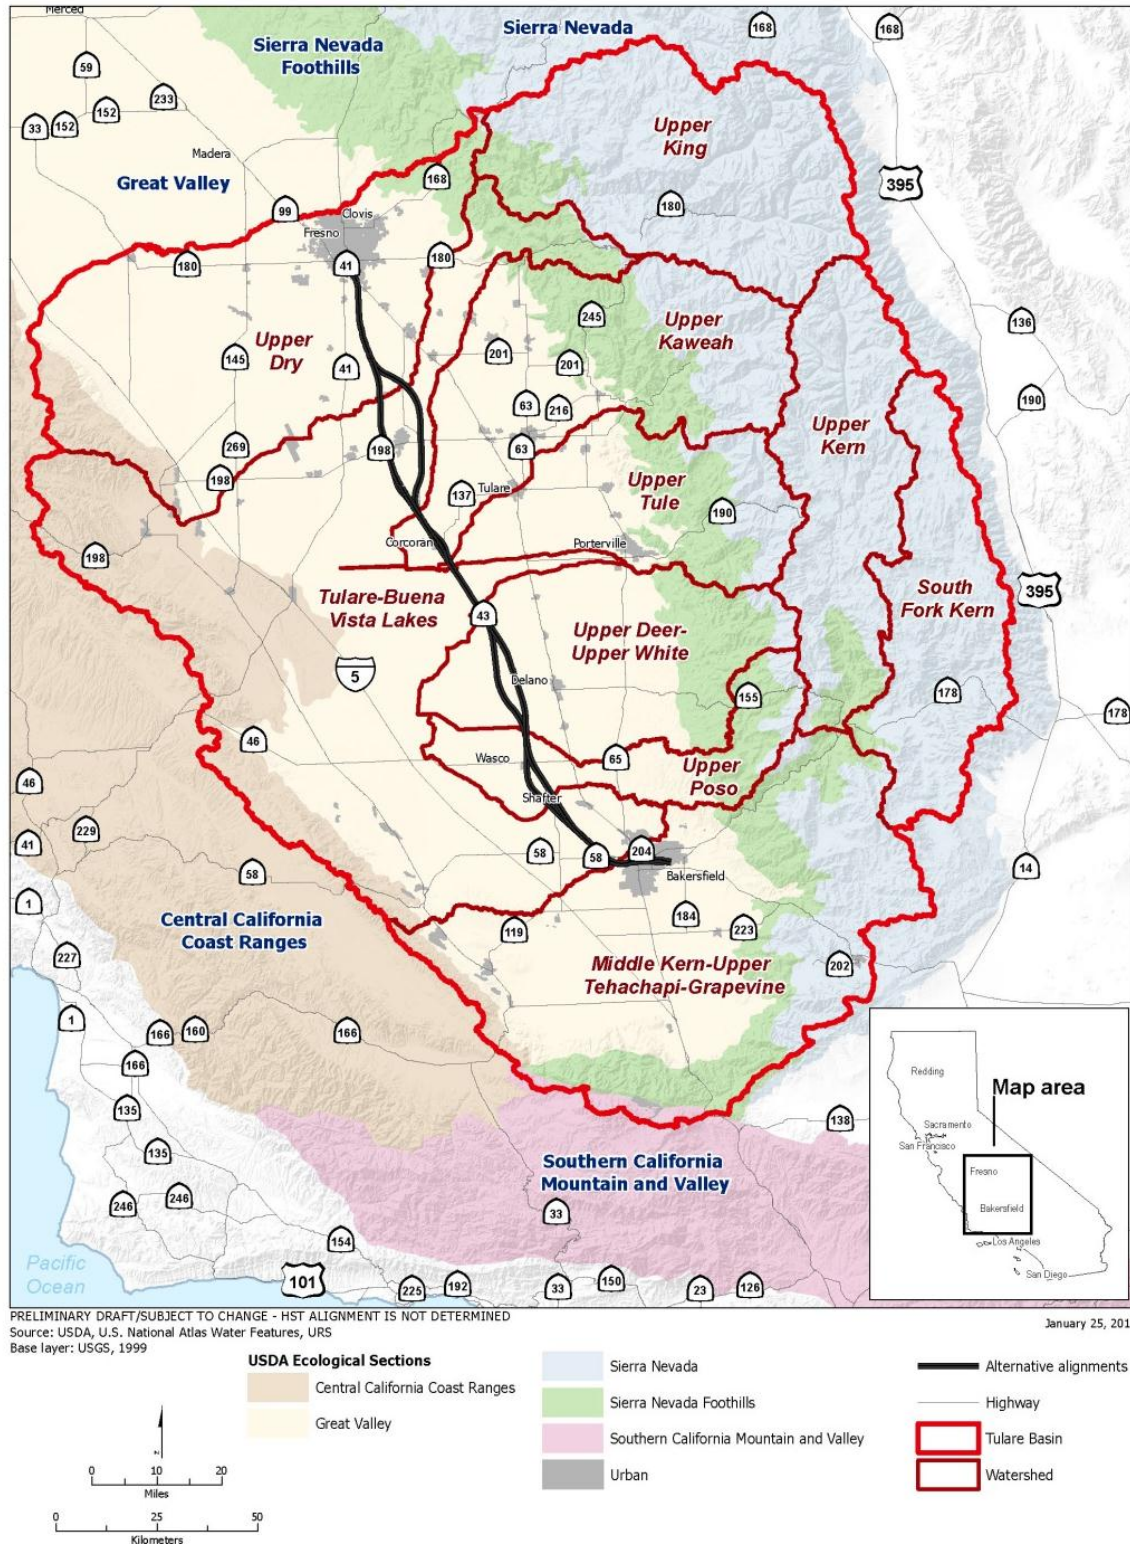 Merced
Sierra Nevada
Sierra Nevada
Foothills
168
168
59
233
152
152
33
Upper
King
Madera
Great Valley
168
395
180
99
Clovis
Fresno
180
41
180
245
136
Upper
Kaweah
Upper
Dry
145
41
201
201
190
63
216
Upper
Kern
269
198
63
198
137
Tulare
Upper
Tule
190
198
Corcoran
Porterville
South
Fork Kern
395
Tulare-Buena
Vista Lakes
43
Upper Deer-
Upper White
5
Delano
155
178
178
46
Wasco
65
Upper
Poso
46
Shafter
229
41
58
58
58
204
Bakersfield
14
1
Central California
Coast Ranges
119
184
223
227
Middle Kern-Upper
Tehachapi-Grapevine
202
1
166
160
166
166
135
135
246
246
138
Southern California
Mountain and Valley
33
154
Pacific
Ocean
101
225
192
33
150
23
126
Redding
Map area
Sacramento
San Francisco
Fresno
Bakersfield
Los Angeles
San Diego
PRELIMINARY DRAFT/SUBJECT TO CHANGE - HST ALIGNMENT IS NOT DETERMINED
Source: USDA, U.S. National Atlas Water Features, URS
Base layer: USGS, 1999
January 25, 201
USDA Ecological Sections
Central California Coast Ranges
Great Valley
Sierra Nevada
Sierra Nevada Foothills
Southern California Mountain and Valley
Urban
Alternative alignments
Highway
Tulare Basin
Watershed
0 10 20
Miles
0 25 50
Kilometers